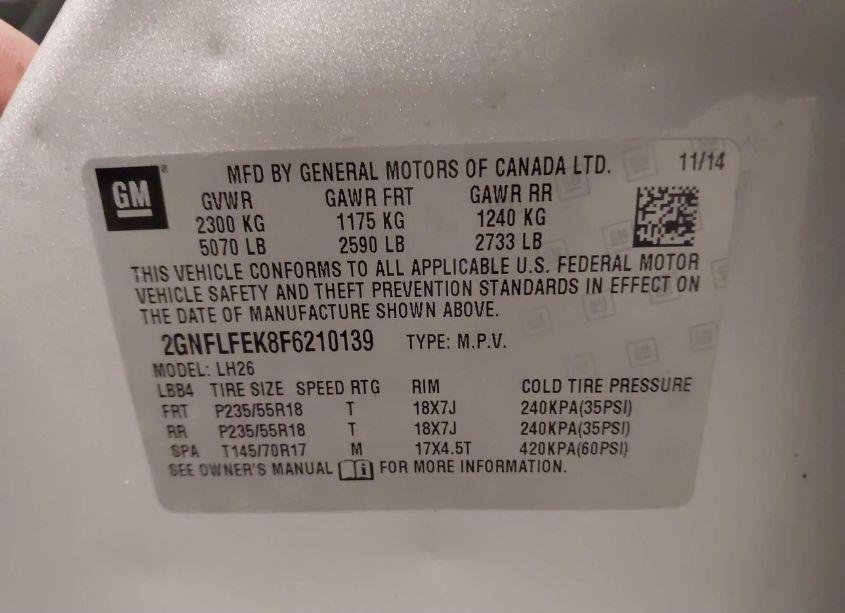 GM
MFD BY GENERAL MOTORS OF CANADA LTD. 11/14
GVWR GAWR FRT GAWR RR
2300 KG 1175 KG 1240 KG
5070 LB 2590 LB 2733 LB
THIS VEHICLE CONFORMS TO ALL APPLICABLE U.S. FEDERAL MOTOR
VEHICLE SAFETY AND THEFT PREVENTION STANDARDS IN EFFECT ON
THE DATE OF MANUFACTURE SHOWN ABOVE.
2GNFLFEK8F6210139 TYPE: M.P.V.
MODEL: LH26
LBB4 TIRE SIZE SPEED RTG RIM COLD TIRE PRESSURE
FRT P235/55R18 T 18X7J 240KPA(35PSI)
RR P235/55R18 T 18X7J 240KPA(35PSI)
SPA T145/70R17 M 17X4.5T 420KPA(60PSI)
SEE OWNER'S MANUAL i FOR MORE INFORMATION.